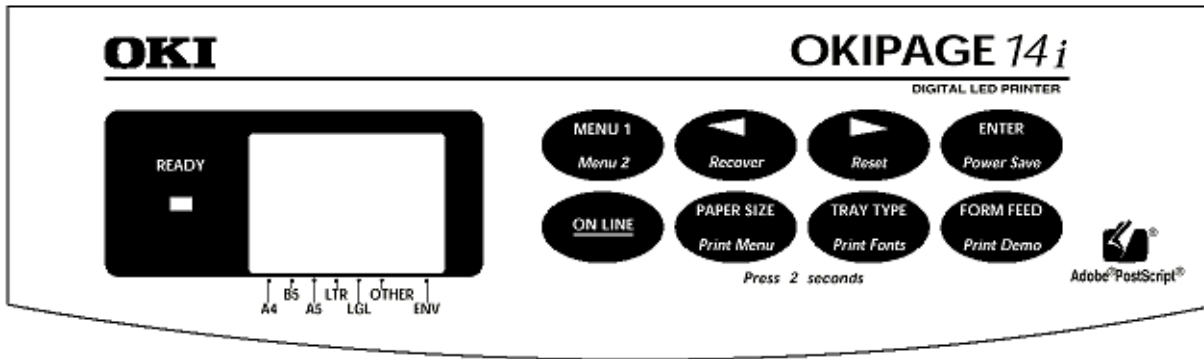 OKI
OKIPAGE 14i
DIGITAL LED PRINTER
READY
MENU 1
Menu 2
Recover
Reset
ENTER
Power Save
ON LINE
PAPER SIZE
Print Menu
TRAY TYPE
Print Fonts
FORM FEED
Print Demo
Press 2 seconds
A4 B5 A5 LTR LGL OTHER ENV
Adobe®PostScript®